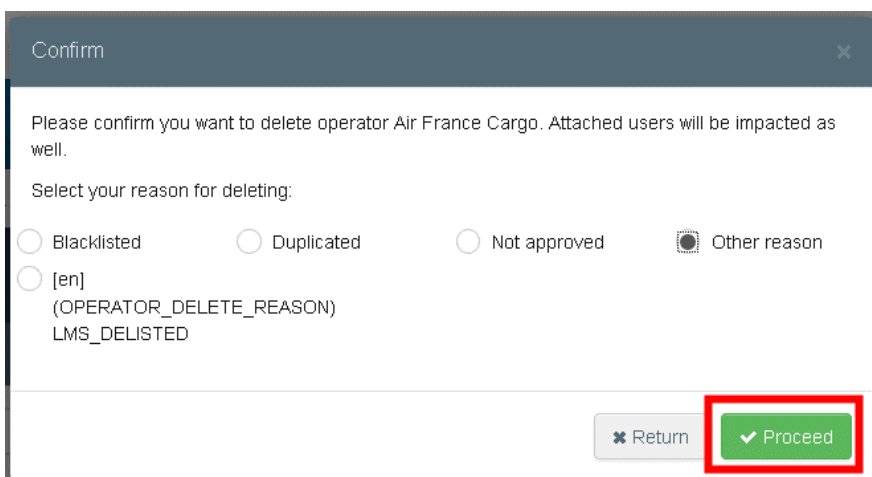 Confirm
Please confirm you want to delete operator Air France Cargo. Attached users will be impacted as
well.
Select your reason for deleting:
Blacklisted Duplicated Not approved Other reason
[en]
(OPERATOR_DELETE_REASON)
LMS_DELISTED
Return Proceed